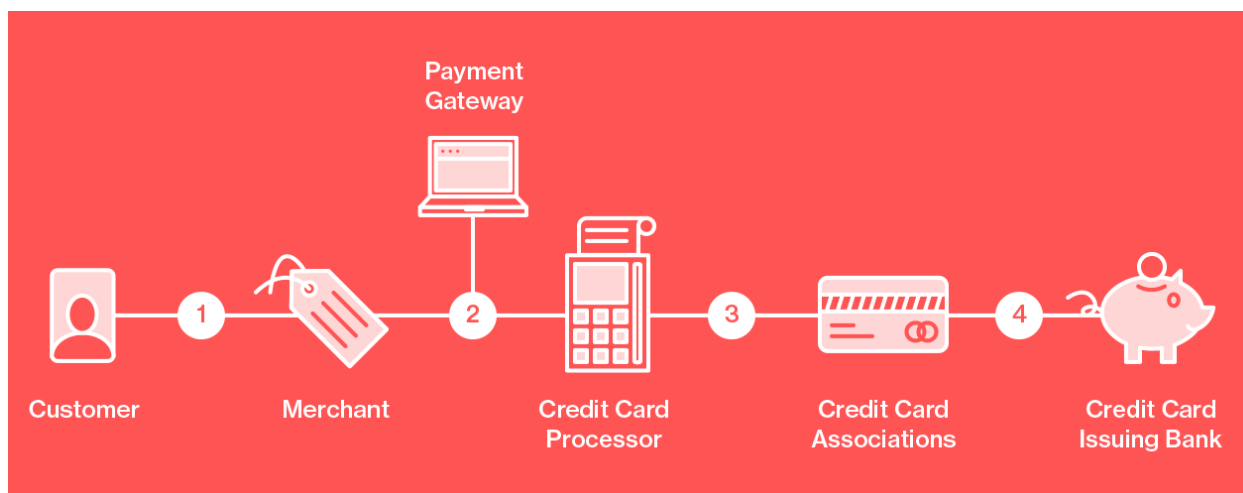 Payment
Gateway
1
2
3
4
Customer
Merchant
Credit Card
Processor
Credit Card
Associations
Credit Card
Issuing Bank